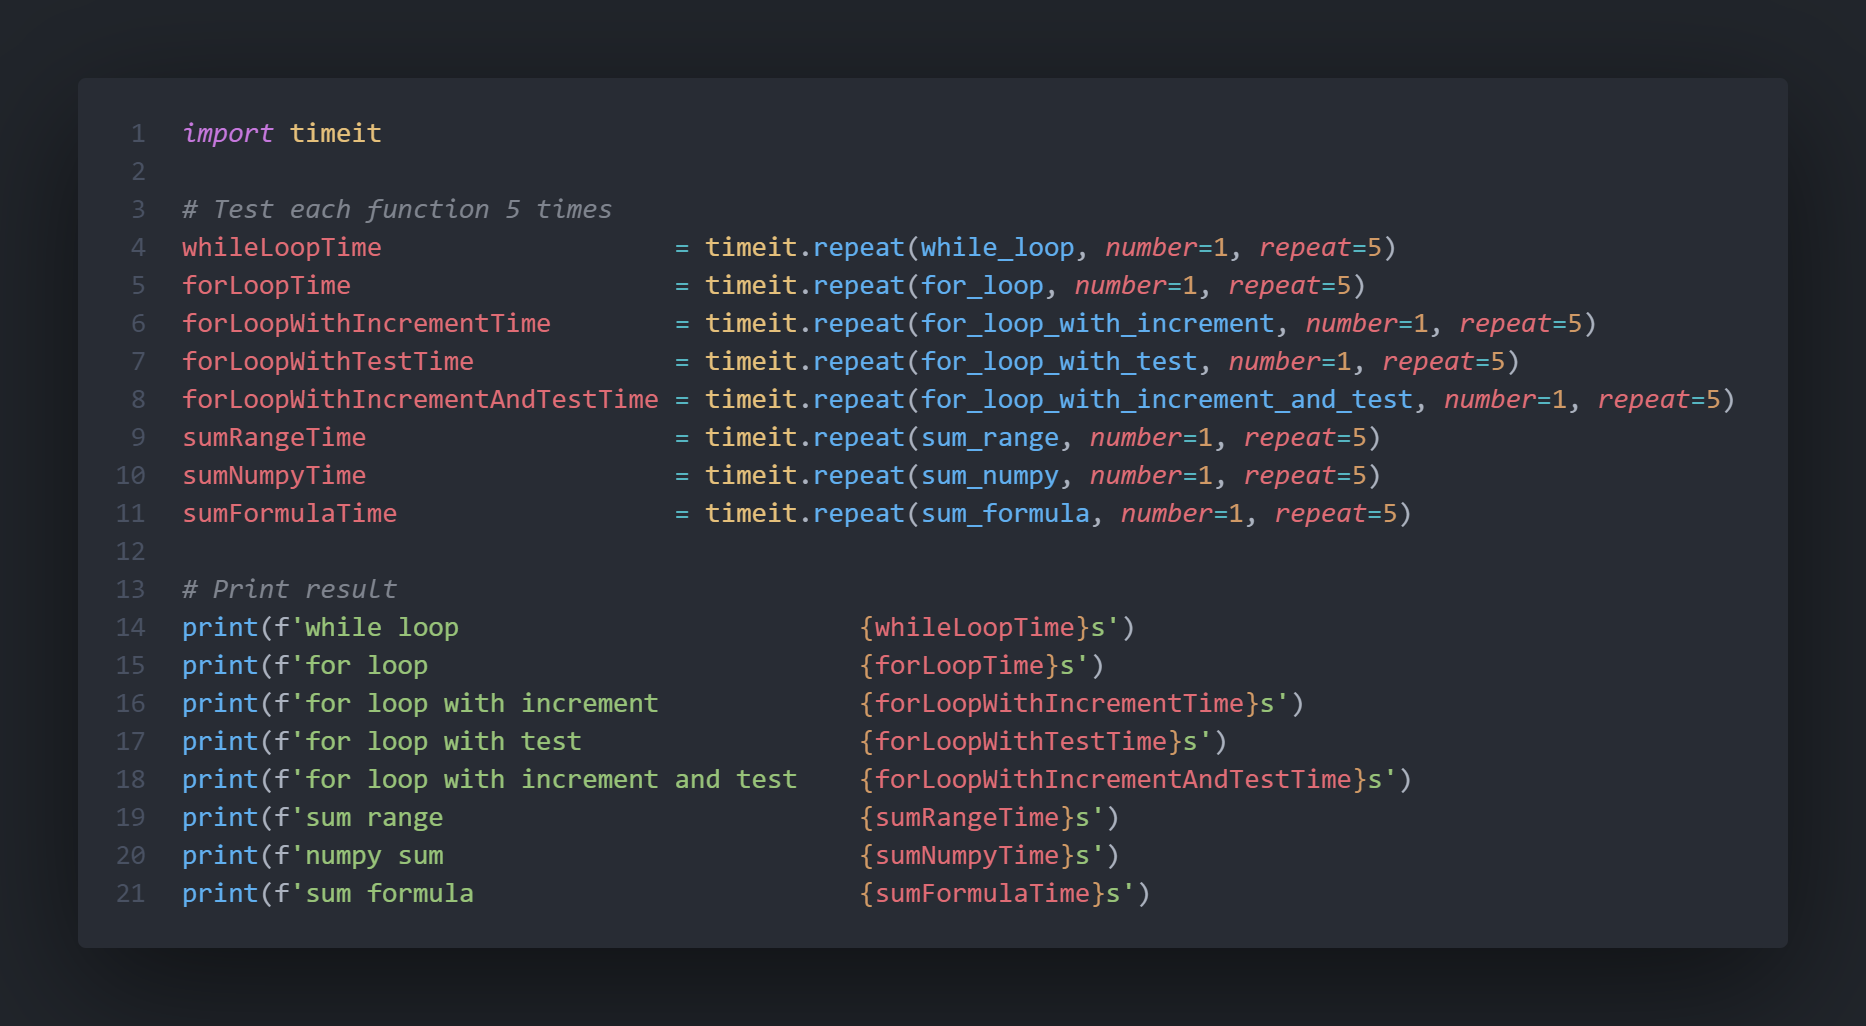 1 import timeit
2
3 # Test each function 5 times
4 whileLoopTime                   = timeit.repeat(while_loop, number=1, repeat=5)
5 forLoopTime                     = timeit.repeat(for_loop, number=1, repeat=5)
6 forLoopWithIncrementTime        = timeit.repeat(for_loop_with_increment, number=1, repeat=5)
7 forLoopWithTestTime             = timeit.repeat(for_loop_with_test, number=1, repeat=5)
8 forLoopWithIncrementAndTestTime = timeit.repeat(for_loop_with_increment_and_test, number=1, repeat=5)
9 sumRangeTime                    = timeit.repeat(sum_range, number=1, repeat=5)
10 sumNumpyTime                    = timeit.repeat(sum_numpy, number=1, repeat=5)
11 sumFormulaTime                  = timeit.repeat(sum_formula, number=1, repeat=5)
12
13 # Print result
14 print(f'while loop                          {whileLoopTime}s')
15 print(f'for loop                            {forLoopTime}s')
16 print(f'for loop with increment             {forLoopWithIncrementTime}s')
17 print(f'for loop with test                  {forLoopWithTestTime}s')
18 print(f'for loop with increment and test    {forLoopWithIncrementAndTestTime}s')
19 print(f'sum range                           {sumRangeTime}s')
20 print(f'numpy sum                           {sumNumpyTime}s')
21 print(f'sum formula                         {sumFormulaTime}s')